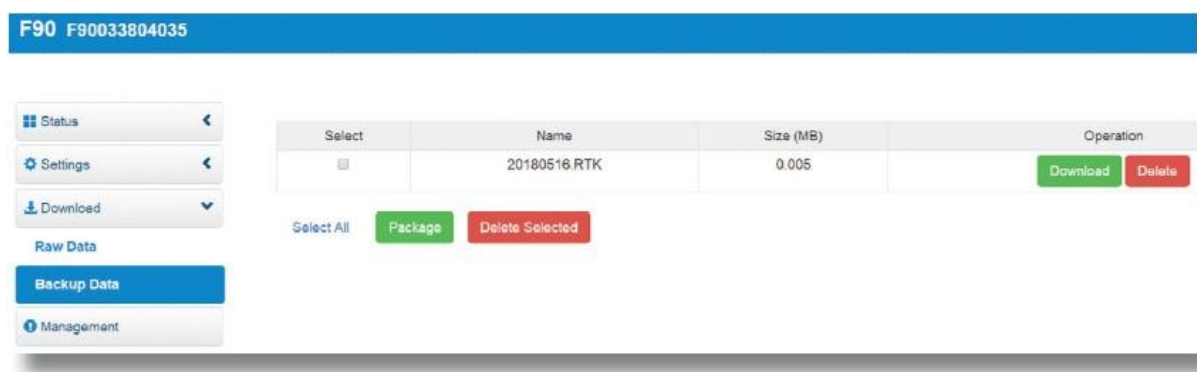 F90 F90033804035
Status
Settings
Download
Raw Data
Backup Data
Management
Select Name Size (MB) Operation
20180516.RTK 0.005 Download Delete
Select All Package Delete Selected